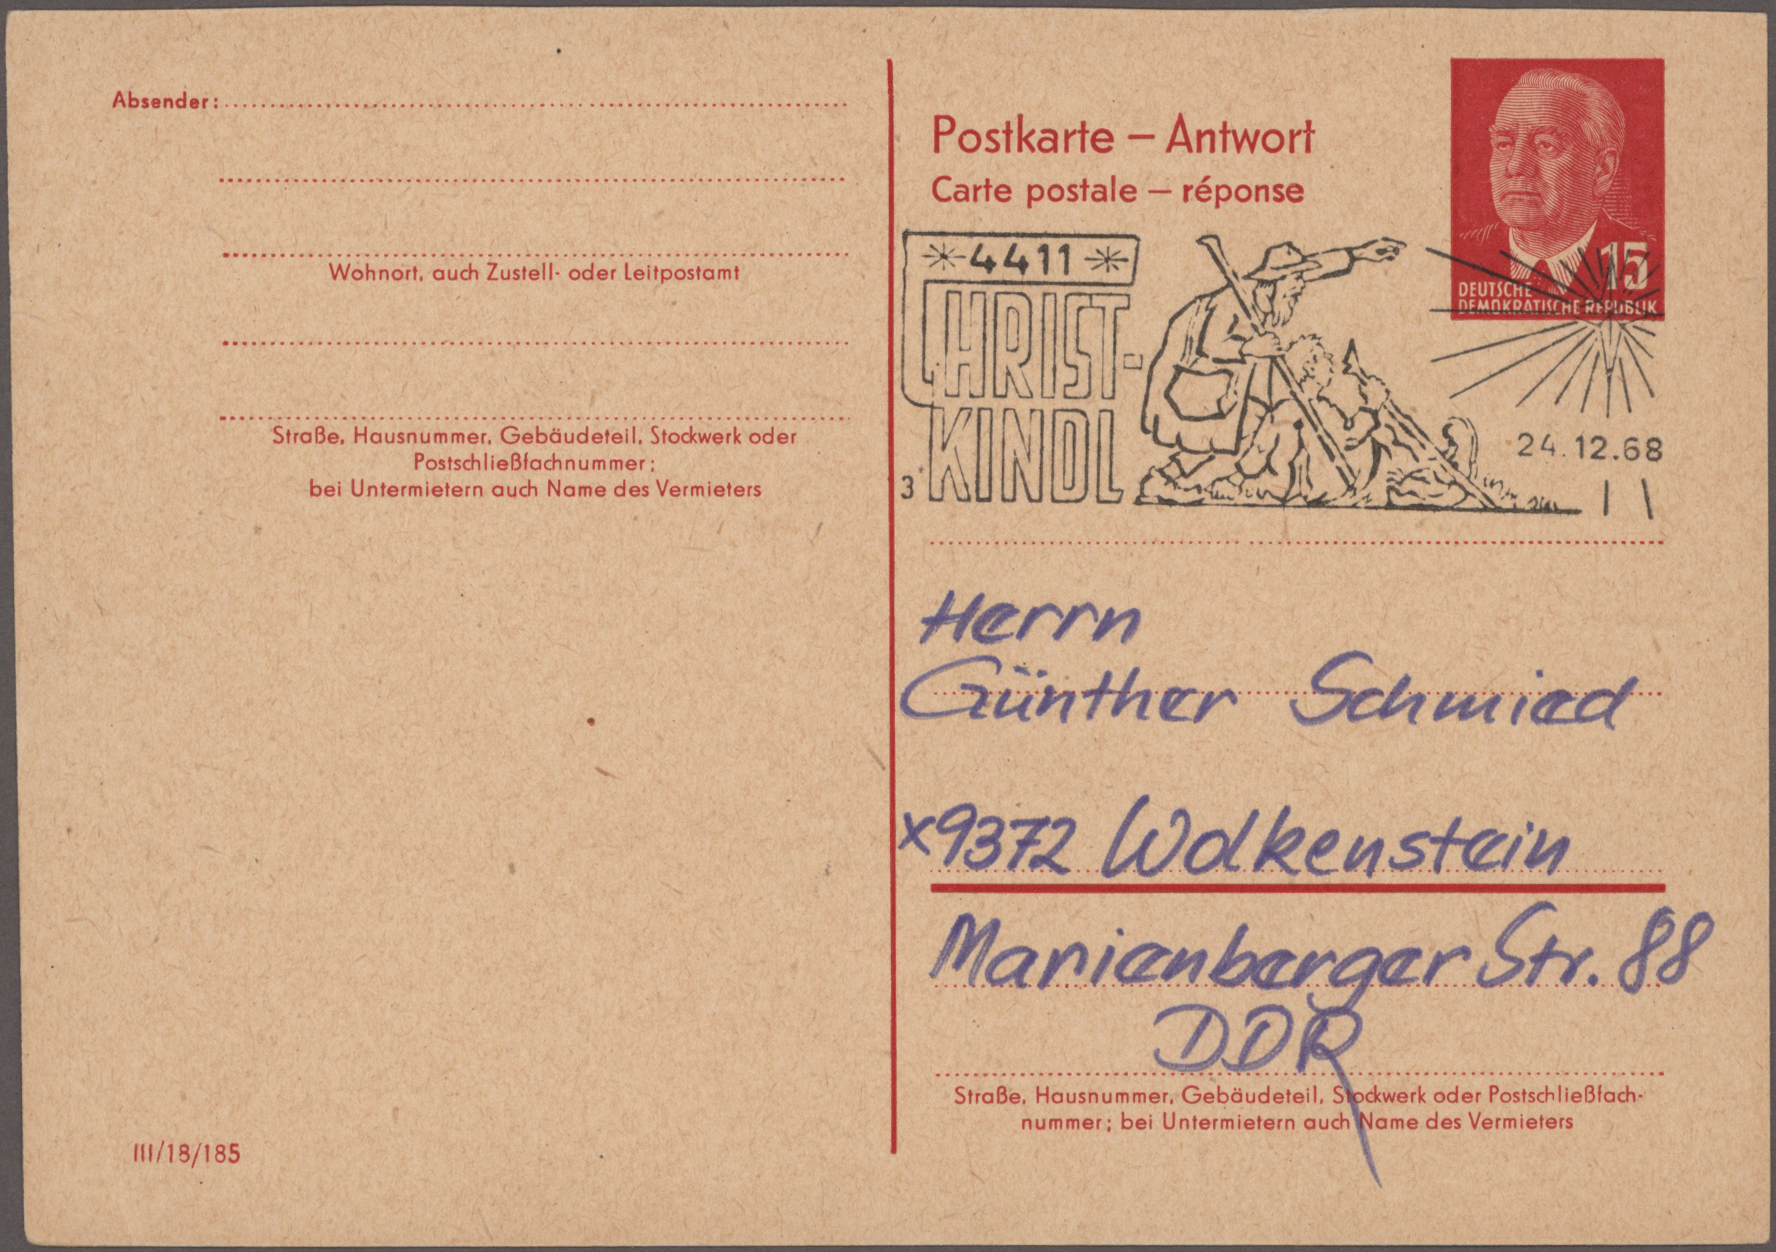 Absender:
Wohnort, auch Zustell- oder Leitpostamt
Straße, Hausnummer, Gebäudeteil, Stockwerk oder
Postschließfachnummer;
bei Untermietern auch Name des Vermieters
III/18/185
Postkarte – Antwort
Carte postale – réponse
15
DEUTSCHE
DEMOKRATISCHE REPUBLIK
4411
CHRIST-
KINDL
3
24.12.68
Herrn
Günther Schmied
x9372 Wolkenstein
Marienberger Str. 88
DDR
Straße, Hausnummer, Gebäudeteil, Stockwerk oder Postschließfach-
nummer; bei Untermietern auch Name des Vermieters